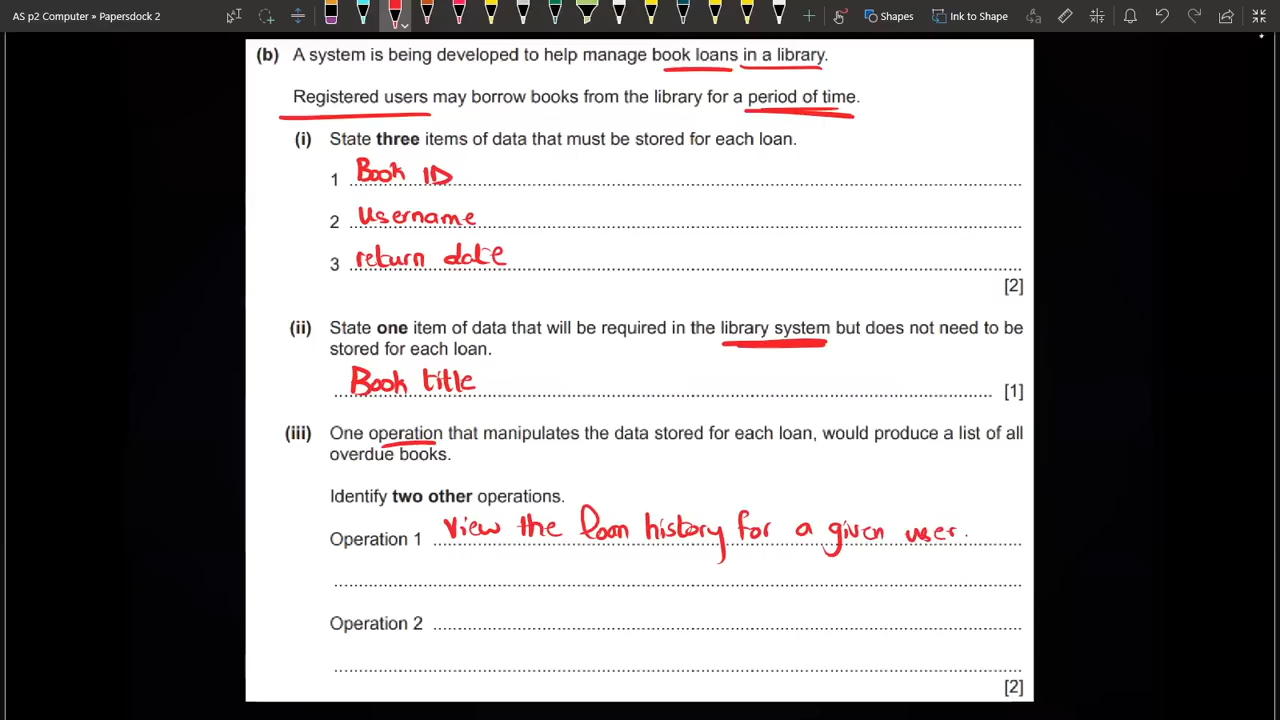 AS p2 Computer » Papersdock 2
Shapes
Ink to Shape
(b) A system is being developed to help manage book loans in a library.
Registered users may borrow books from the library for a period of time.
(i) State three items of data that must be stored for each loan.
1 Book ID
2 Username
3 return date
[2]
(ii) State one item of data that will be required in the library system but does not need to be
stored for each loan.
Book title [1]
(iii) One operation that manipulates the data stored for each loan, would produce a list of all
overdue books.
Identify two other operations.
Operation 1 View the loan history for a given user.
Operation 2
[2]